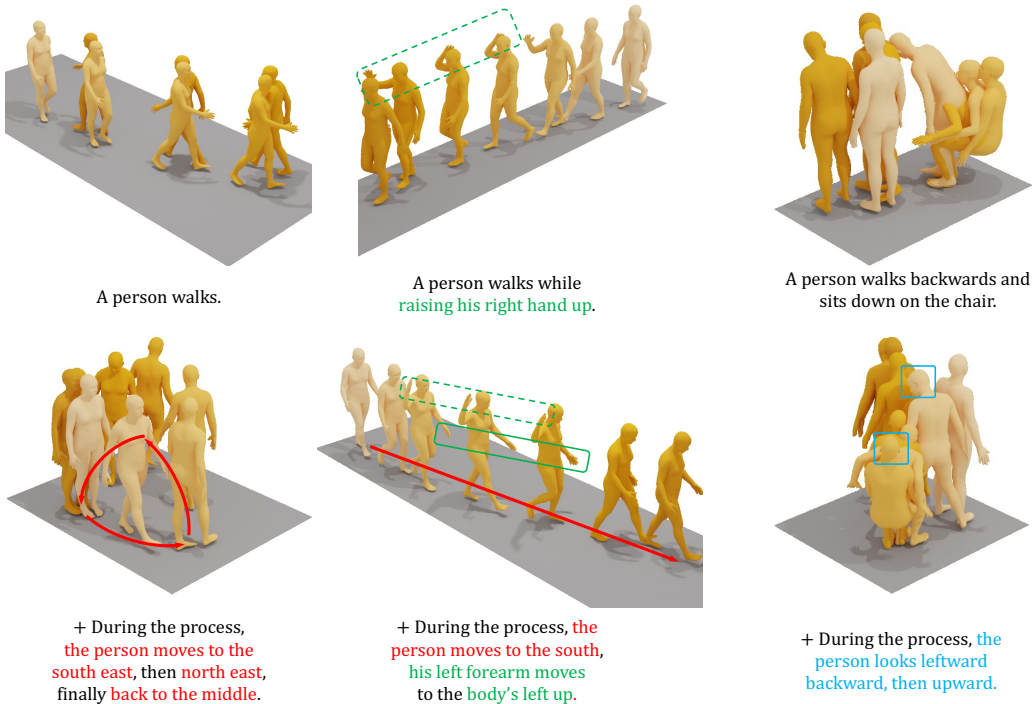 A person walks.
A person walks while
raising his right hand up.
A person walks backwards and
sits down on the chair.
+ During the process,
the person moves to the
south east, then north east,
finally back to the middle.
+ During the process, the
person moves to the south,
his left forearm moves
to the body's left up.
+ During the process, the
person looks leftward
backward, then upward.